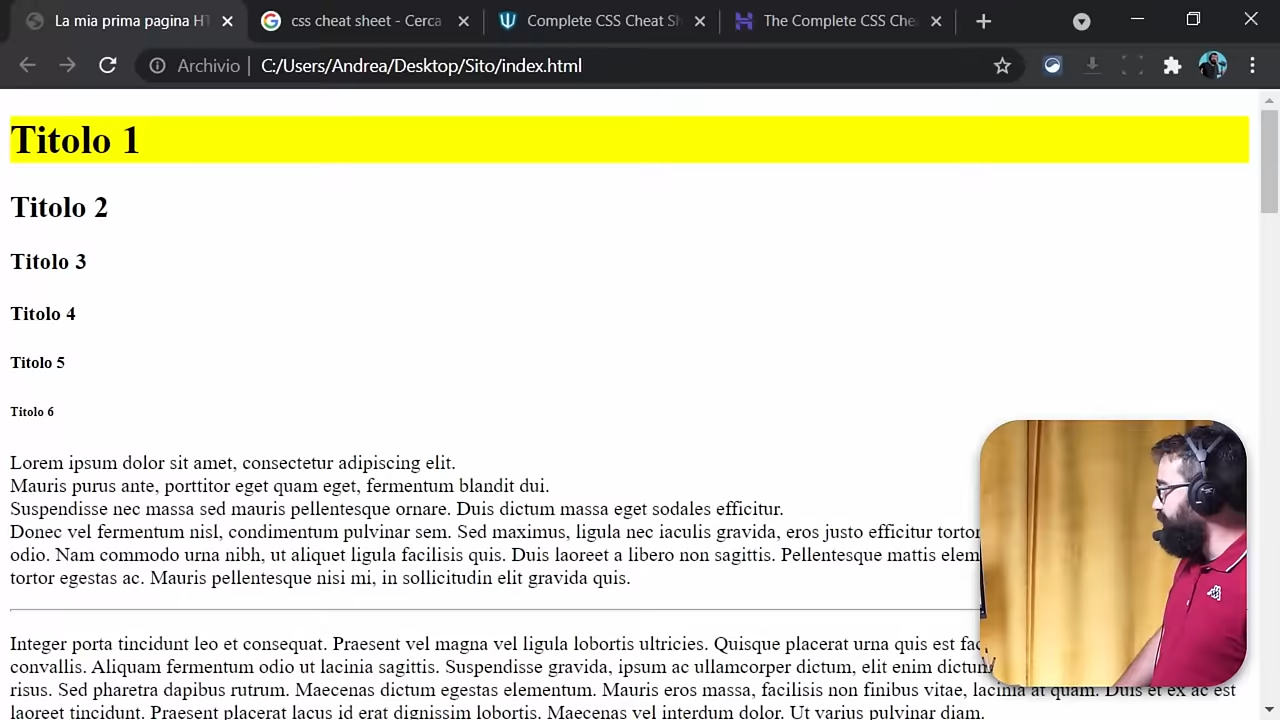 La mia prima pagina HT
css cheat sheet - Cerca
Complete CSS Cheat Sh
The Complete CSS Chea
Archivio
C:/Users/Andrea/Desktop/Sito/index.html
Titolo 1
Titolo 2
Titolo 3
Titolo 4
Titolo 5
Titolo 6
Lorem ipsum dolor sit amet, consectetur adipiscing elit.
Mauris purus ante, porttitor eget quam eget, fermentum blandit dui.
Suspendisse nec massa sed mauris pellentesque ornare. Duis dictum massa eget sodales efficitur.
Donec vel fermentum nisl, condimentum pulvinar sem. Sed maximus, ligula nec iaculis gravida, eros justo efficitur tortor
odio. Nam commodo urna nibh, ut aliquet ligula facilisis quis. Duis laoreet a libero non sagittis. Pellentesque mattis elem
tortor egestas ac. Mauris pellentesque nisi mi, in sollicitudin elit gravida quis.
Integer porta tincidunt leo et consequat. Praesent vel magna vel ligula lobortis ultricies. Quisque placerat urna quis est fac
convallis. Aliquam fermentum odio ut lacinia sagittis. Suspendisse gravida, ipsum ac ullamcorper dictum, elit enim dictum
risus. Sed pharetra dapibus rutrum. Maecenas dictum egestas elementum. Mauris eros massa, facilisis non finibus vitae, lacinia at quam. Duis et ex ac est
laoreet tincidunt. Praesent placerat lacus id erat dignissim lobortis. Maecenas vel interdum dolor. Ut varius pulvinar diam.